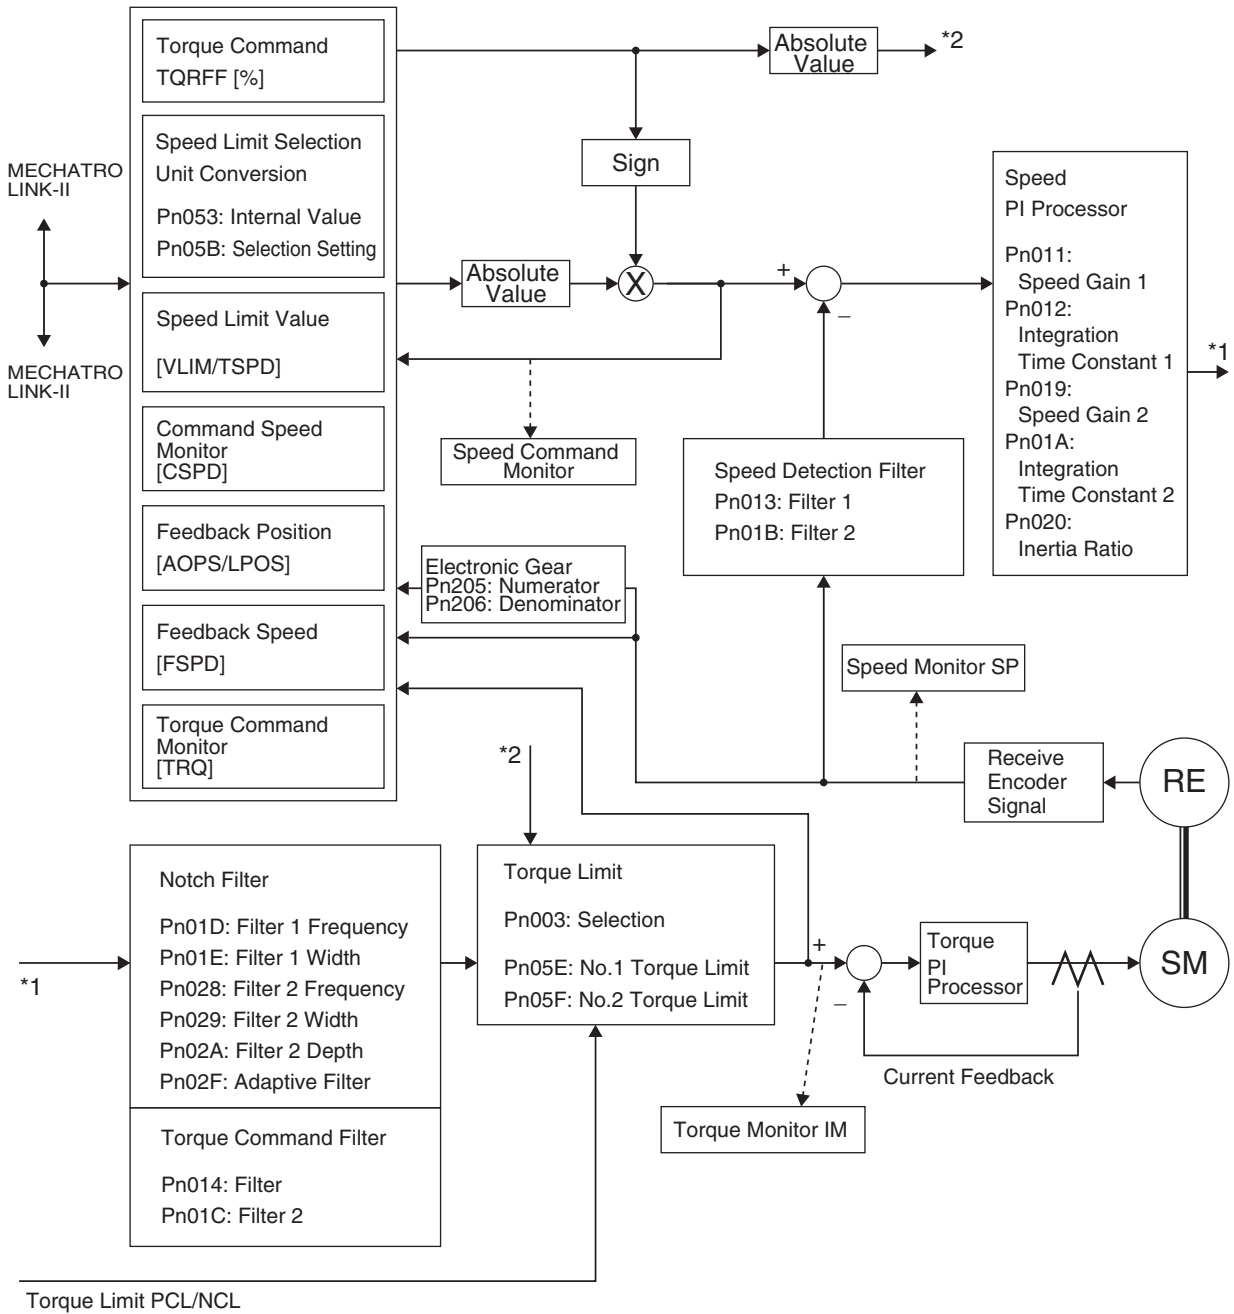 Torque Command
TQRFF [%]
Absolute
Value
*2
Speed Limit Selection
Unit Conversion
Pn053: Internal Value
Pn05B: Selection Setting
Sign
MECHATRO
LINK-II
MECHATRO
LINK-II
Absolute
Value
X
+
−
Speed
PI Processor
Pn011:
Speed Gain 1
Pn012:
Integration
Time Constant 1
Pn019:
Speed Gain 2
Pn01A:
Integration
Time Constant 2
Pn020:
Inertia Ratio
*1
Speed Limit Value
[VLIM/TSPD]
Command Speed
Monitor
[CSPD]
Speed Command
Monitor
Speed Detection Filter
Pn013: Filter 1
Pn01B: Filter 2
Feedback Position
[AOPS/LPOS]
Electronic Gear
Pn205: Numerator
Pn206: Denominator
Feedback Speed
[FSPD]
Speed Monitor SP
Torque Command
Monitor
[TRQ]
*2
Receive
Encoder
Signal
RE
*1
Notch Filter
Pn01D: Filter 1 Frequency
Pn01E: Filter 1 Width
Pn028: Filter 2 Frequency
Pn029: Filter 2 Width
Pn02A: Filter 2 Depth
Pn02F: Adaptive Filter
Torque Command Filter
Pn014: Filter
Pn01C: Filter 2
Torque Limit
Pn003: Selection
Pn05E: No.1 Torque Limit
Pn05F: No.2 Torque Limit
+
−
Torque
PI
Processor
SM
Current Feedback
Torque Monitor IM
Torque Limit PCL/NCL